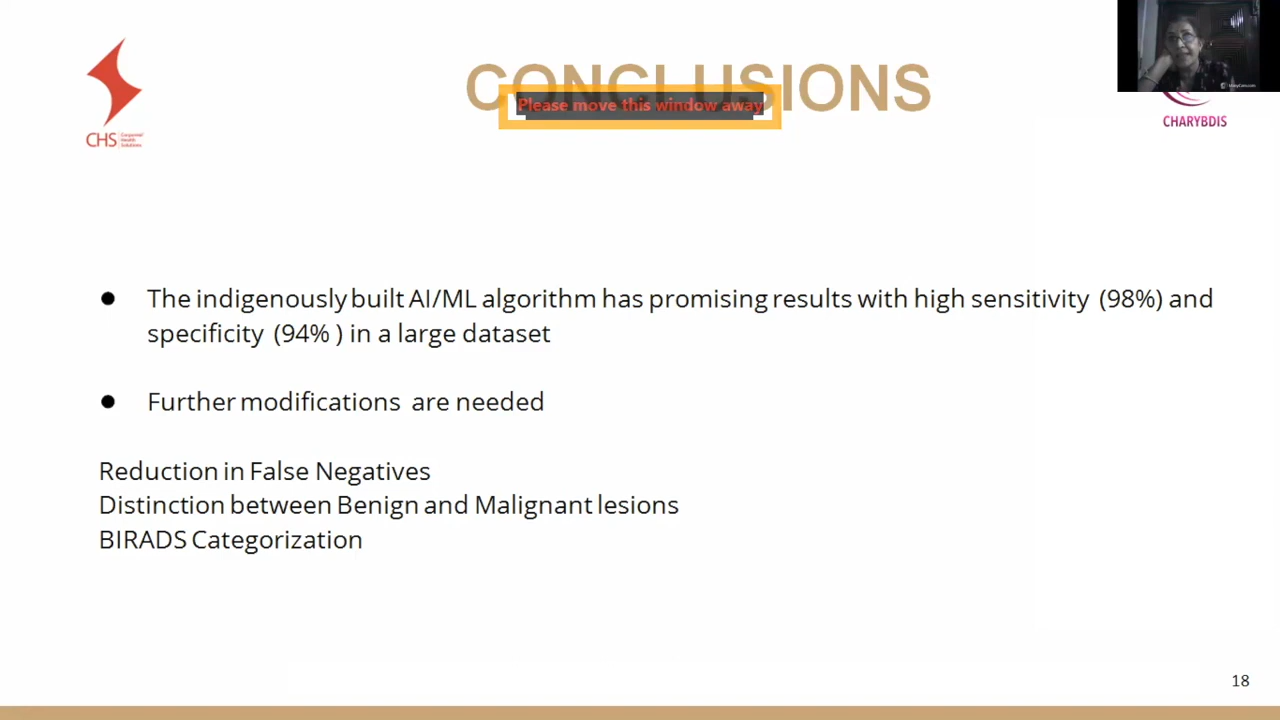 CONCLUSIONS
Please move this window away
CHS
CHARYBDIS
● The indigenously built AI/ML algorithm has promising results with high sensitivity (98%) and
specificity (94% ) in a large dataset
● Further modifications are needed
Reduction in False Negatives
Distinction between Benign and Malignant lesions
BIRADS Categorization
18